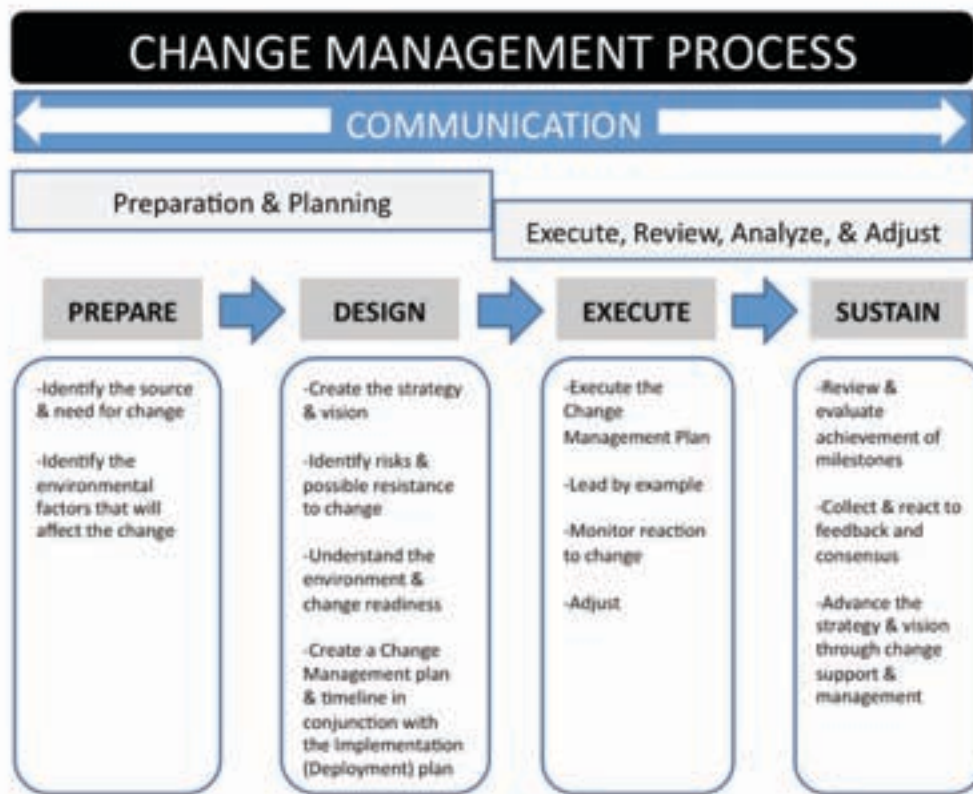 CHANGE MANAGEMENT PROCESS
COMMUNICATION
Preparation & Planning
Execute, Review, Analyze, & Adjust
PREPARE
DESIGN
EXECUTE
SUSTAIN
-Identify the source
& need for change
-Identify the
environmental
factors that will
affect the change
-Create the strategy
& vision
-Identify risks &
possible resistance
to change
-Understand the
environment &
change readiness
-Create a Change
Management plan
& timeline in
conjunction with
the Implementation
(Deployment) plan
-Execute the
Change
Management Plan
-Lead by example
-Monitor reaction
to change
-Adjust
-Review &
evaluate
achievement of
milestones
-Collect & react to
feedback and
consensus
-Advance the
strategy & vision
through change
support &
management